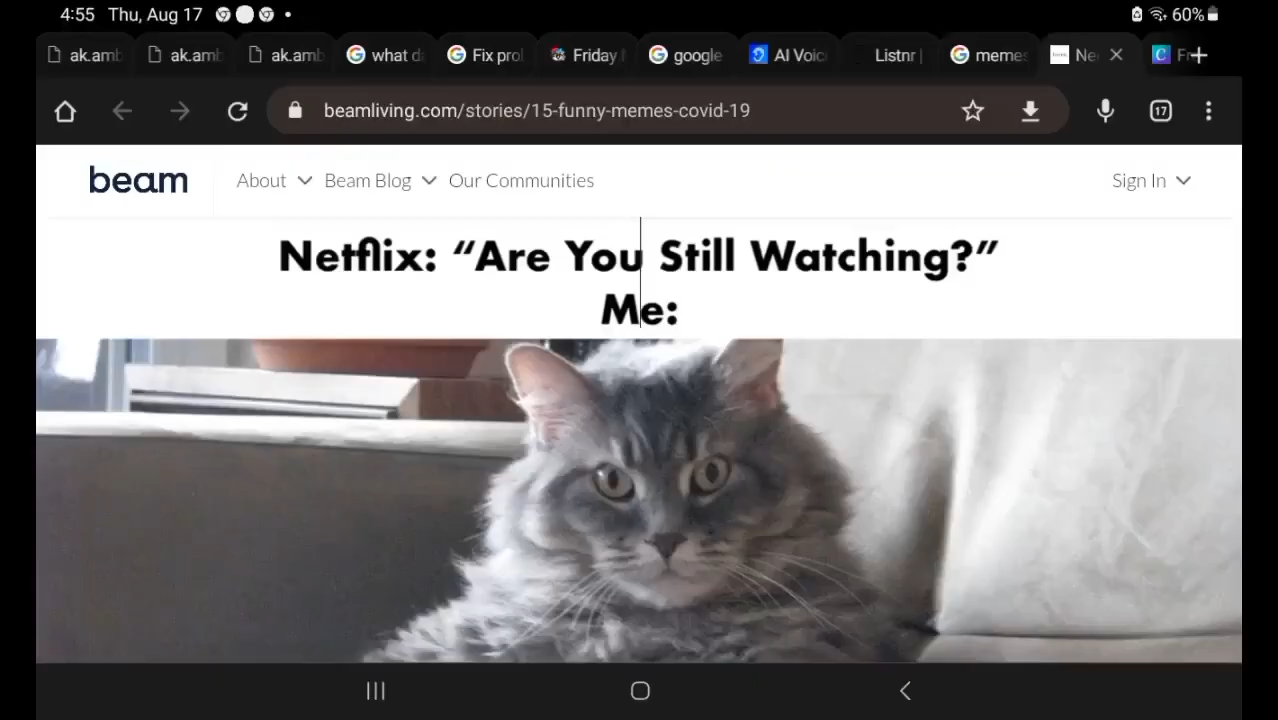 4:55 Thu, Aug 17 60%
ak.amb ak.amb ak.amb what d Fix pro Friday google AI Voic Listnr memes Ne
beamliving.com/stories/15-funny-memes-covid-19 17
beam About Beam Blog Our Communities Sign In
Netflix: “Are You Still Watching?”
Me: